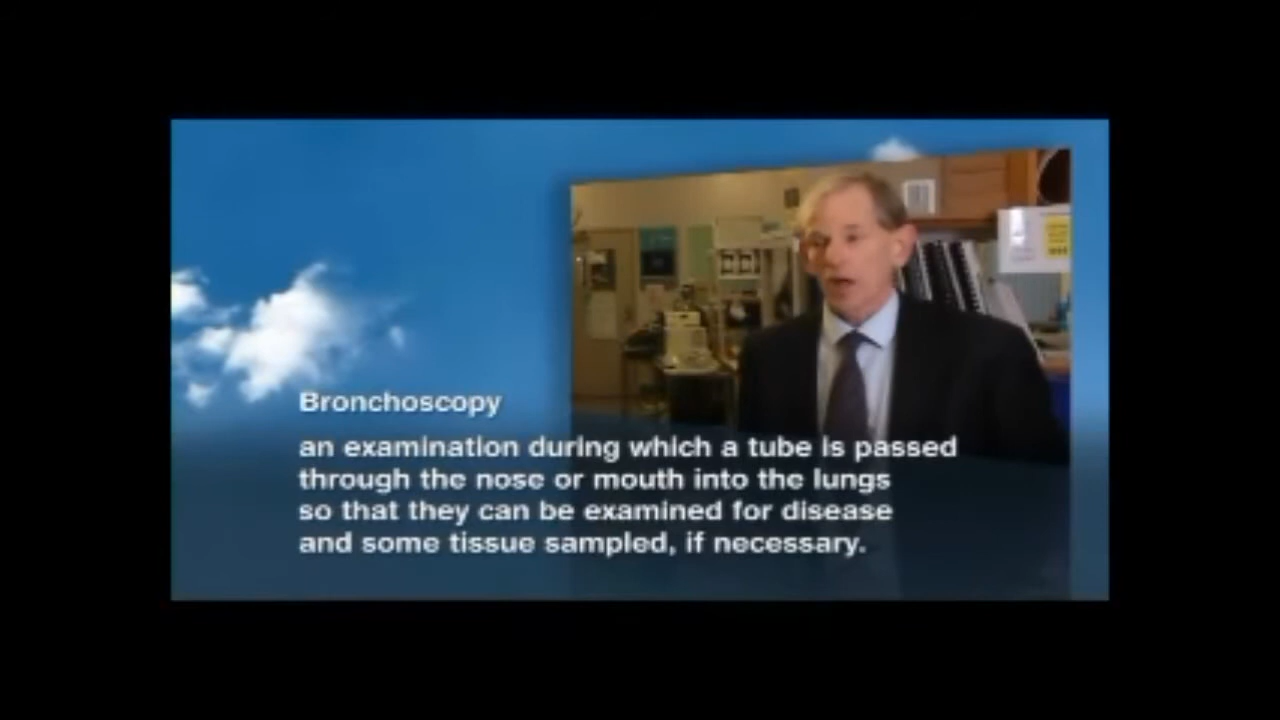 Bronchoscopy
an examination during which a tube is passed
through the nose or mouth into the lungs
so that they can be examined for disease
and some tissue sampled, if necessary.